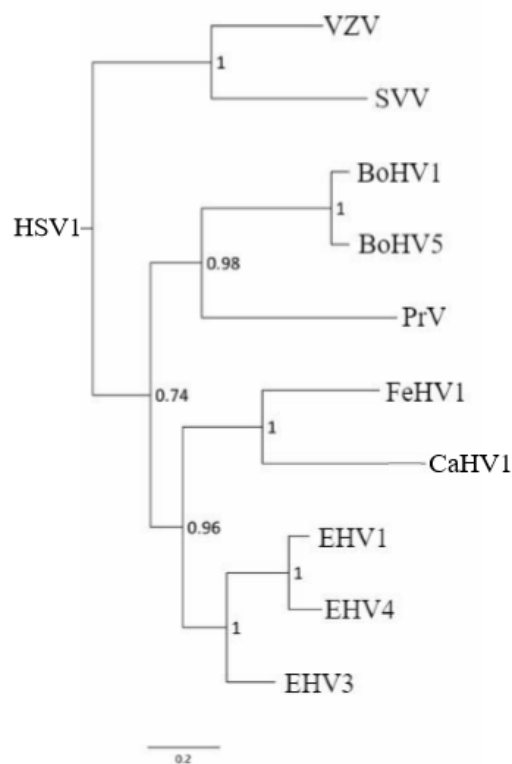 VZV
1
SVV
BoHV1
1
HSV1
BoHV5
0.98
PrV
FeHV1
0.74
1
CaHV1
0.96
EHV1
1
EHV4
1
EHV3
0.2